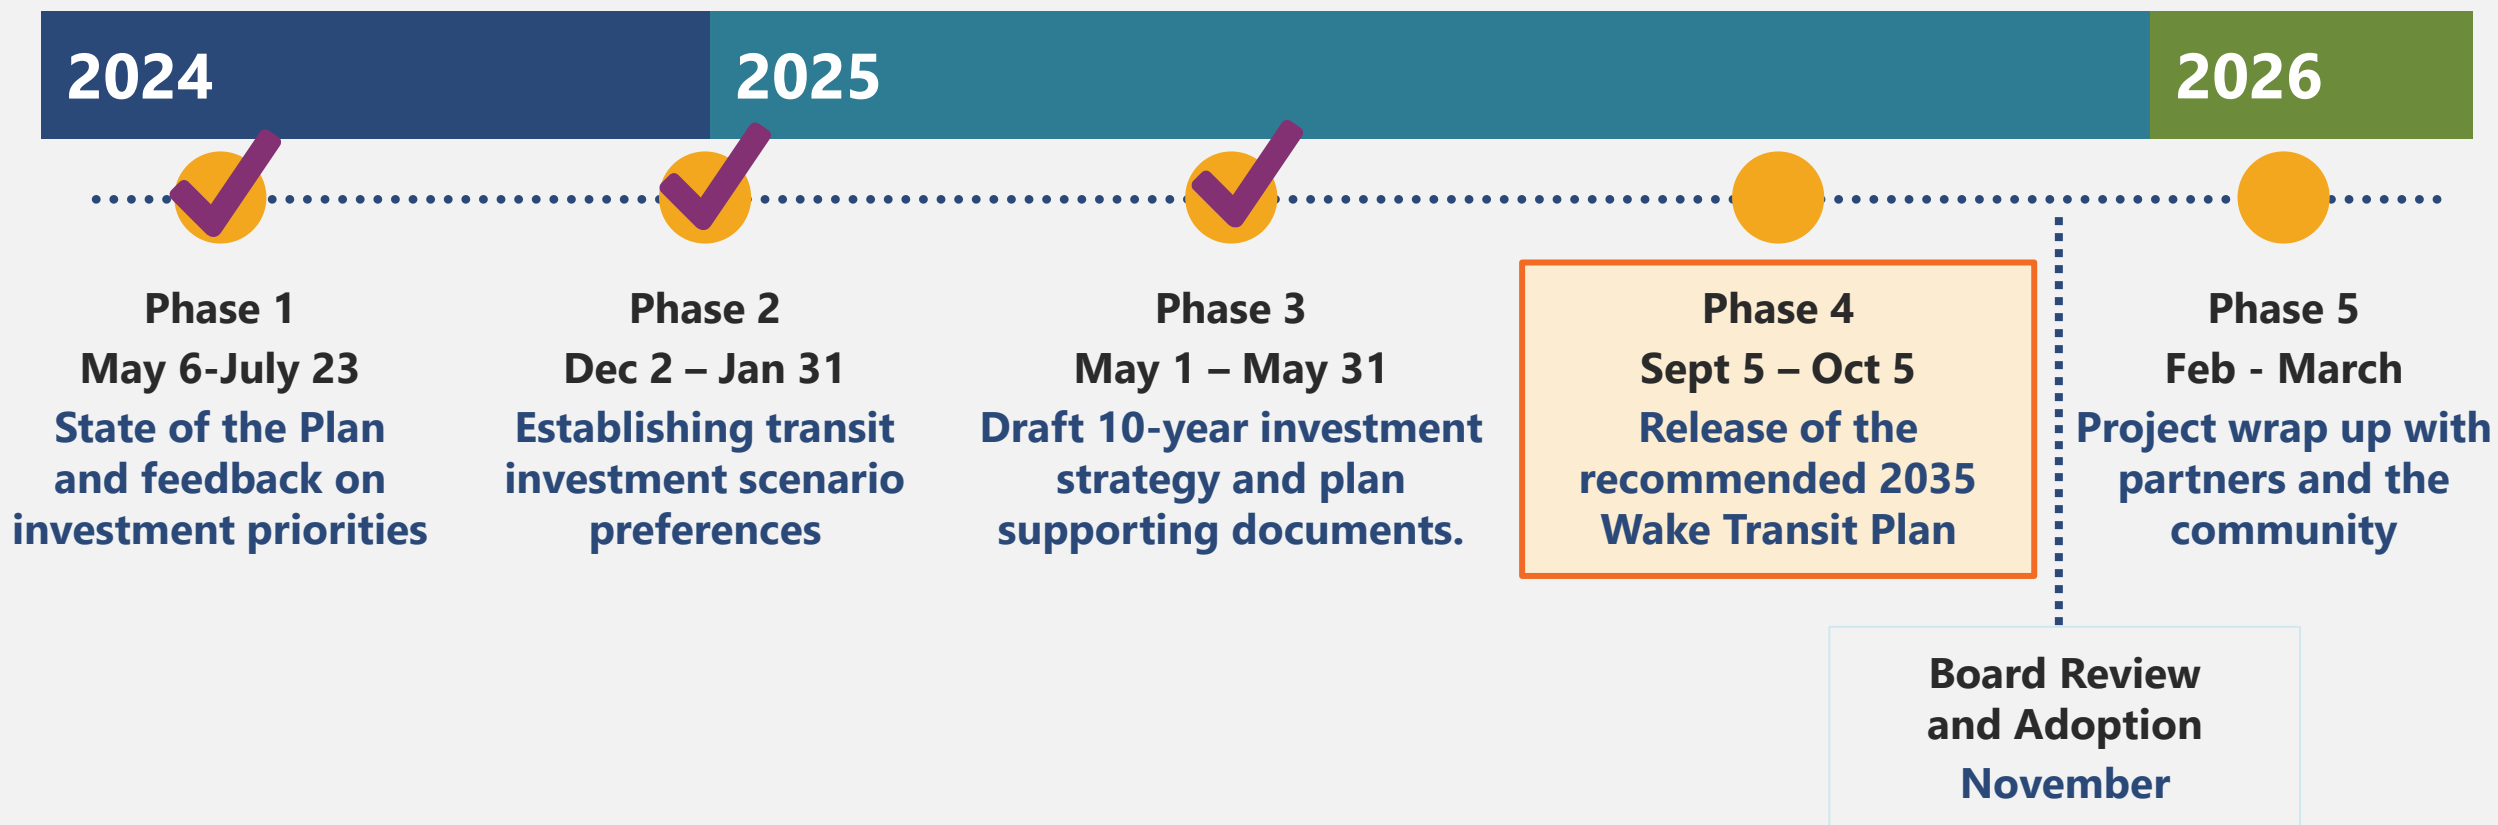 2024
2025
2026
Phase 1
May 6-July 23
State of the Plan
and feedback on
investment priorities
Phase 2
Dec 2 – Jan 31
Establishing transit
investment scenario
preferences
Phase 3
May 1 – May 31
Draft 10-year investment
strategy and plan
supporting documents.
Phase 4
Sept 5 – Oct 5
Release of the
recommended 2035
Wake Transit Plan
Phase 5
Feb - March
Project wrap up with
partners and the
community
Board Review
and Adoption
November